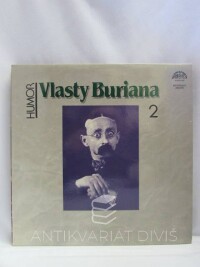 HUMOR
Vlasty Buriana
2
ANTIKVARIÁT DIVIŠ